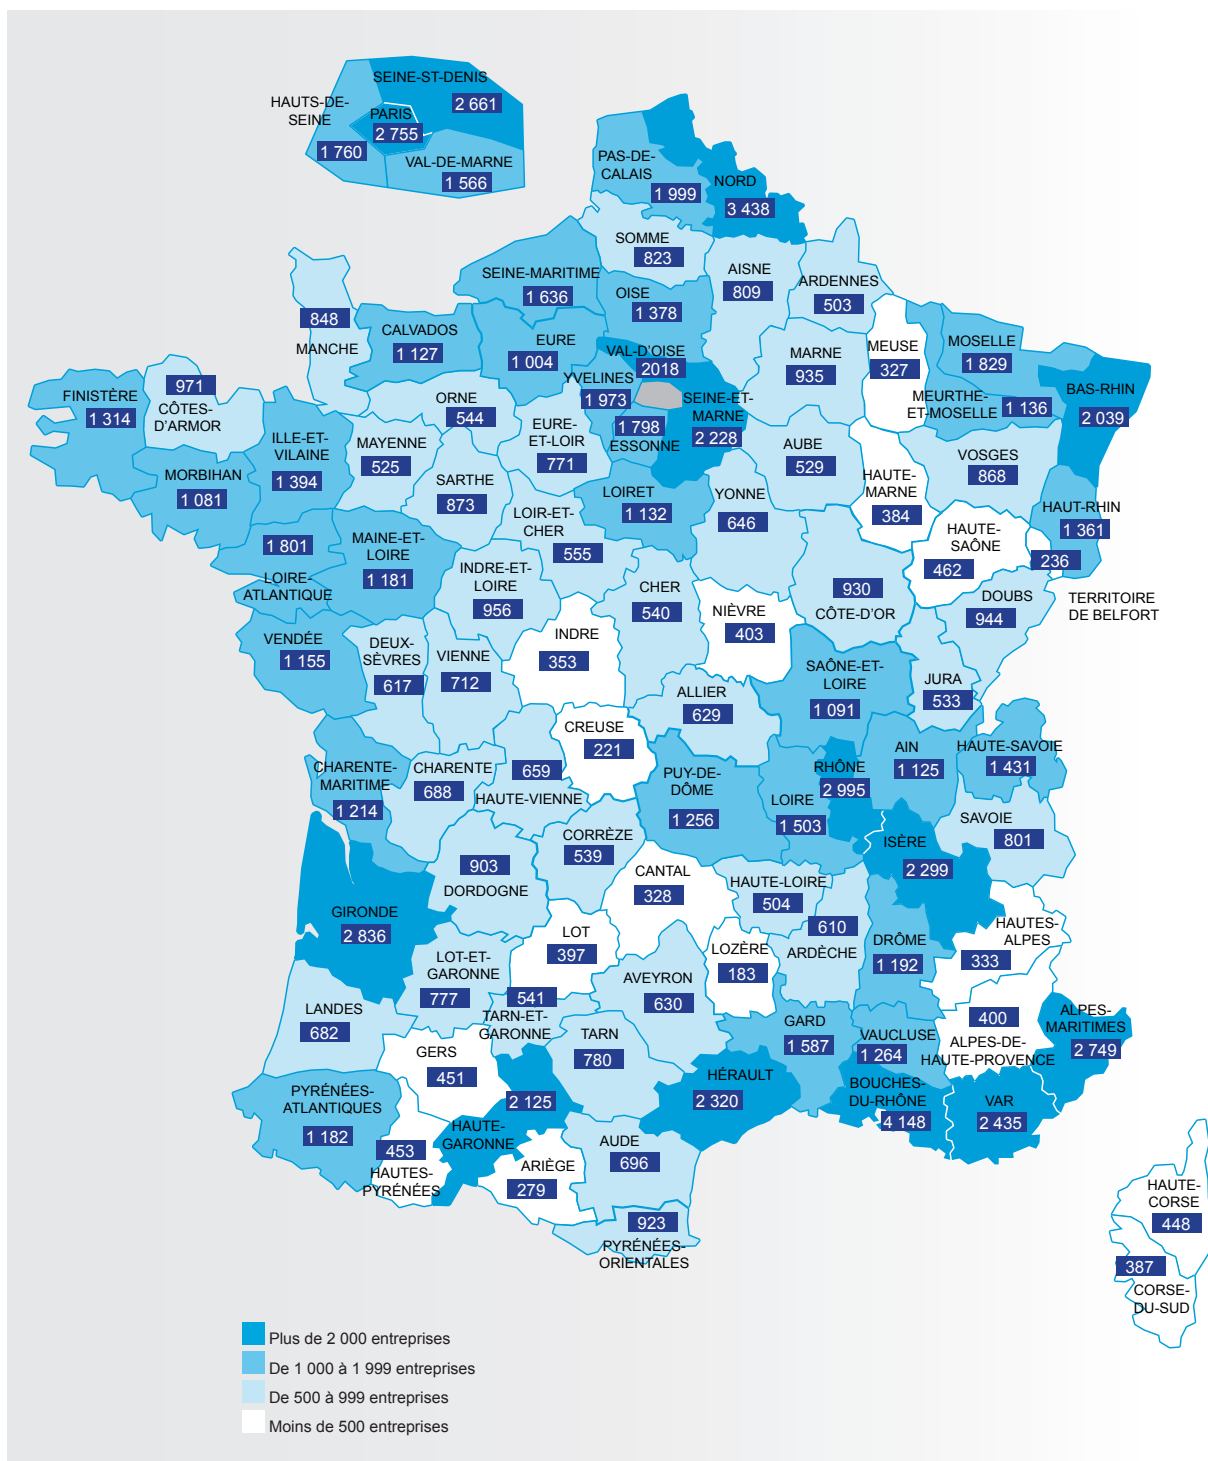 SEINE-ST-DENIS
2 661
HAUTS-DE-
SEINE
1 760
PARIS
2 755
VAL-DE-MARNE
1 566
PAS-DE-
CALAIS
1 999
NORD
3 438
SOMME
823
AISNE
809
ARDENNES
503
SEINE-MARITIME
1 636
OISE
1 378
848
MANCHE
CALVADOS
1 127
EURE
1 004
VAL-D'OISE
2018
MARNE
935
MEUSE
327
MOSELLE
1 829
BAS-RHIN
2 039
MEURTHE-
ET-MOSELLE
1 136
FINISTÈRE
1 314
971
CÔTES-
D'ARMOR
ORNE
544
YVELINES
1 973
SEINE-ET-
MARNE
2 228
1 798
ESSONNE
ILLE-ET-
VILAINE
1 394
MAYENNE
525
EURE-
ET-LOIR
771
AUBE
529
VOSGES
868
MORBIHAN
1 081
SARTHE
873
LOIRET
1 132
YONNE
646
HAUTE-
MARNE
384
HAUT-RHIN
1 361
LOIR-ET-
CHER
555
HAUTE-
SAÔNE
462
236
TERRITOIRE
DE BELFORT
1 801
LOIRE-
ATLANTIQUE
MAINE-ET-
LOIRE
1 181
INDRE-ET-
LOIRE
956
CHER
540
NIÈVRE
403
930
CÔTE-D'OR
DOUBS
944
VENDÉE
1 155
DEUX-
SÈVRES
617
VIENNE
712
INDRE
353
SAÔNE-ET-
LOIRE
1 091
JURA
533
ALLIER
629
CREUSE
221
CHARENTE-
MARITIME
1 214
CHARENTE
688
659
HAUTE-VIENNE
PUY-DE-
DÔME
1 256
LOIRE
1 503
RHÔNE
2 995
AIN
1 125
HAUTE-SAVOIE
1 431
SAVOIE
801
ISÈRE
2 299
CORRÈZE
539
903
DORDOGNE
CANTAL
328
HAUTE-LOIRE
504
610
ARDÈCHE
DRÔME
1 192
HAUTES-
ALPES
333
GIRONDE
2 836
LOT
397
LOT-ET-
GARONNE
777
AVEYRON
630
LOZÈRE
183
LANDES
682
541
TARN-ET-
GARONNE
TARN
780
GARD
1 587
VAUCLUSE
1 264
400
ALPES-DE-
HAUTE-PROVENCE
ALPES-
MARITIMES
2 749
GERS
451
HÉRAULT
2 320
BOUCHES-
DU-RHÔNE
4 148
VAR
2 435
PYRÉNÉES-
ATLANTIQUES
1 182
2 125
HAUTE-
GARONNE
453
HAUTES-
PYRÉNÉES
ARIÈGE
279
AUDE
696
923
PYRÉNÉES-
ORIENTALES
HAUTE-
CORSE
448
387
CORSE-
DU-SUD
Plus de 2 000 entreprises
De 1 000 à 1 999 entreprises
De 500 à 999 entreprises
Moins de 500 entreprises